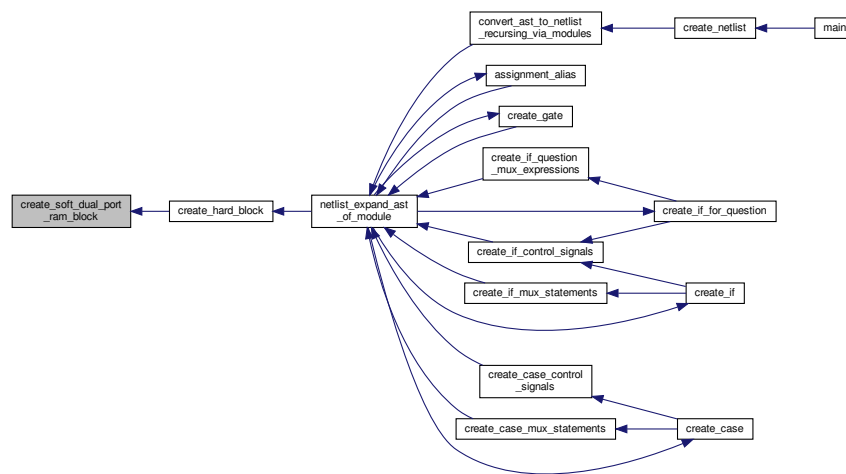 convert_ast_to_netlist
_recursing_via_modules
create_netlist
main
assignment_alias
create_gate
create_if_question
_mux_expressions
create_soft_dual_port
_ram_block
create_hard_block
netlist_expand_ast
_of_module
create_if_for_question
create_if_control_signals
create_if_mux_statements
create_if
create_case_control
_signals
create_case_mux_statements
create_case